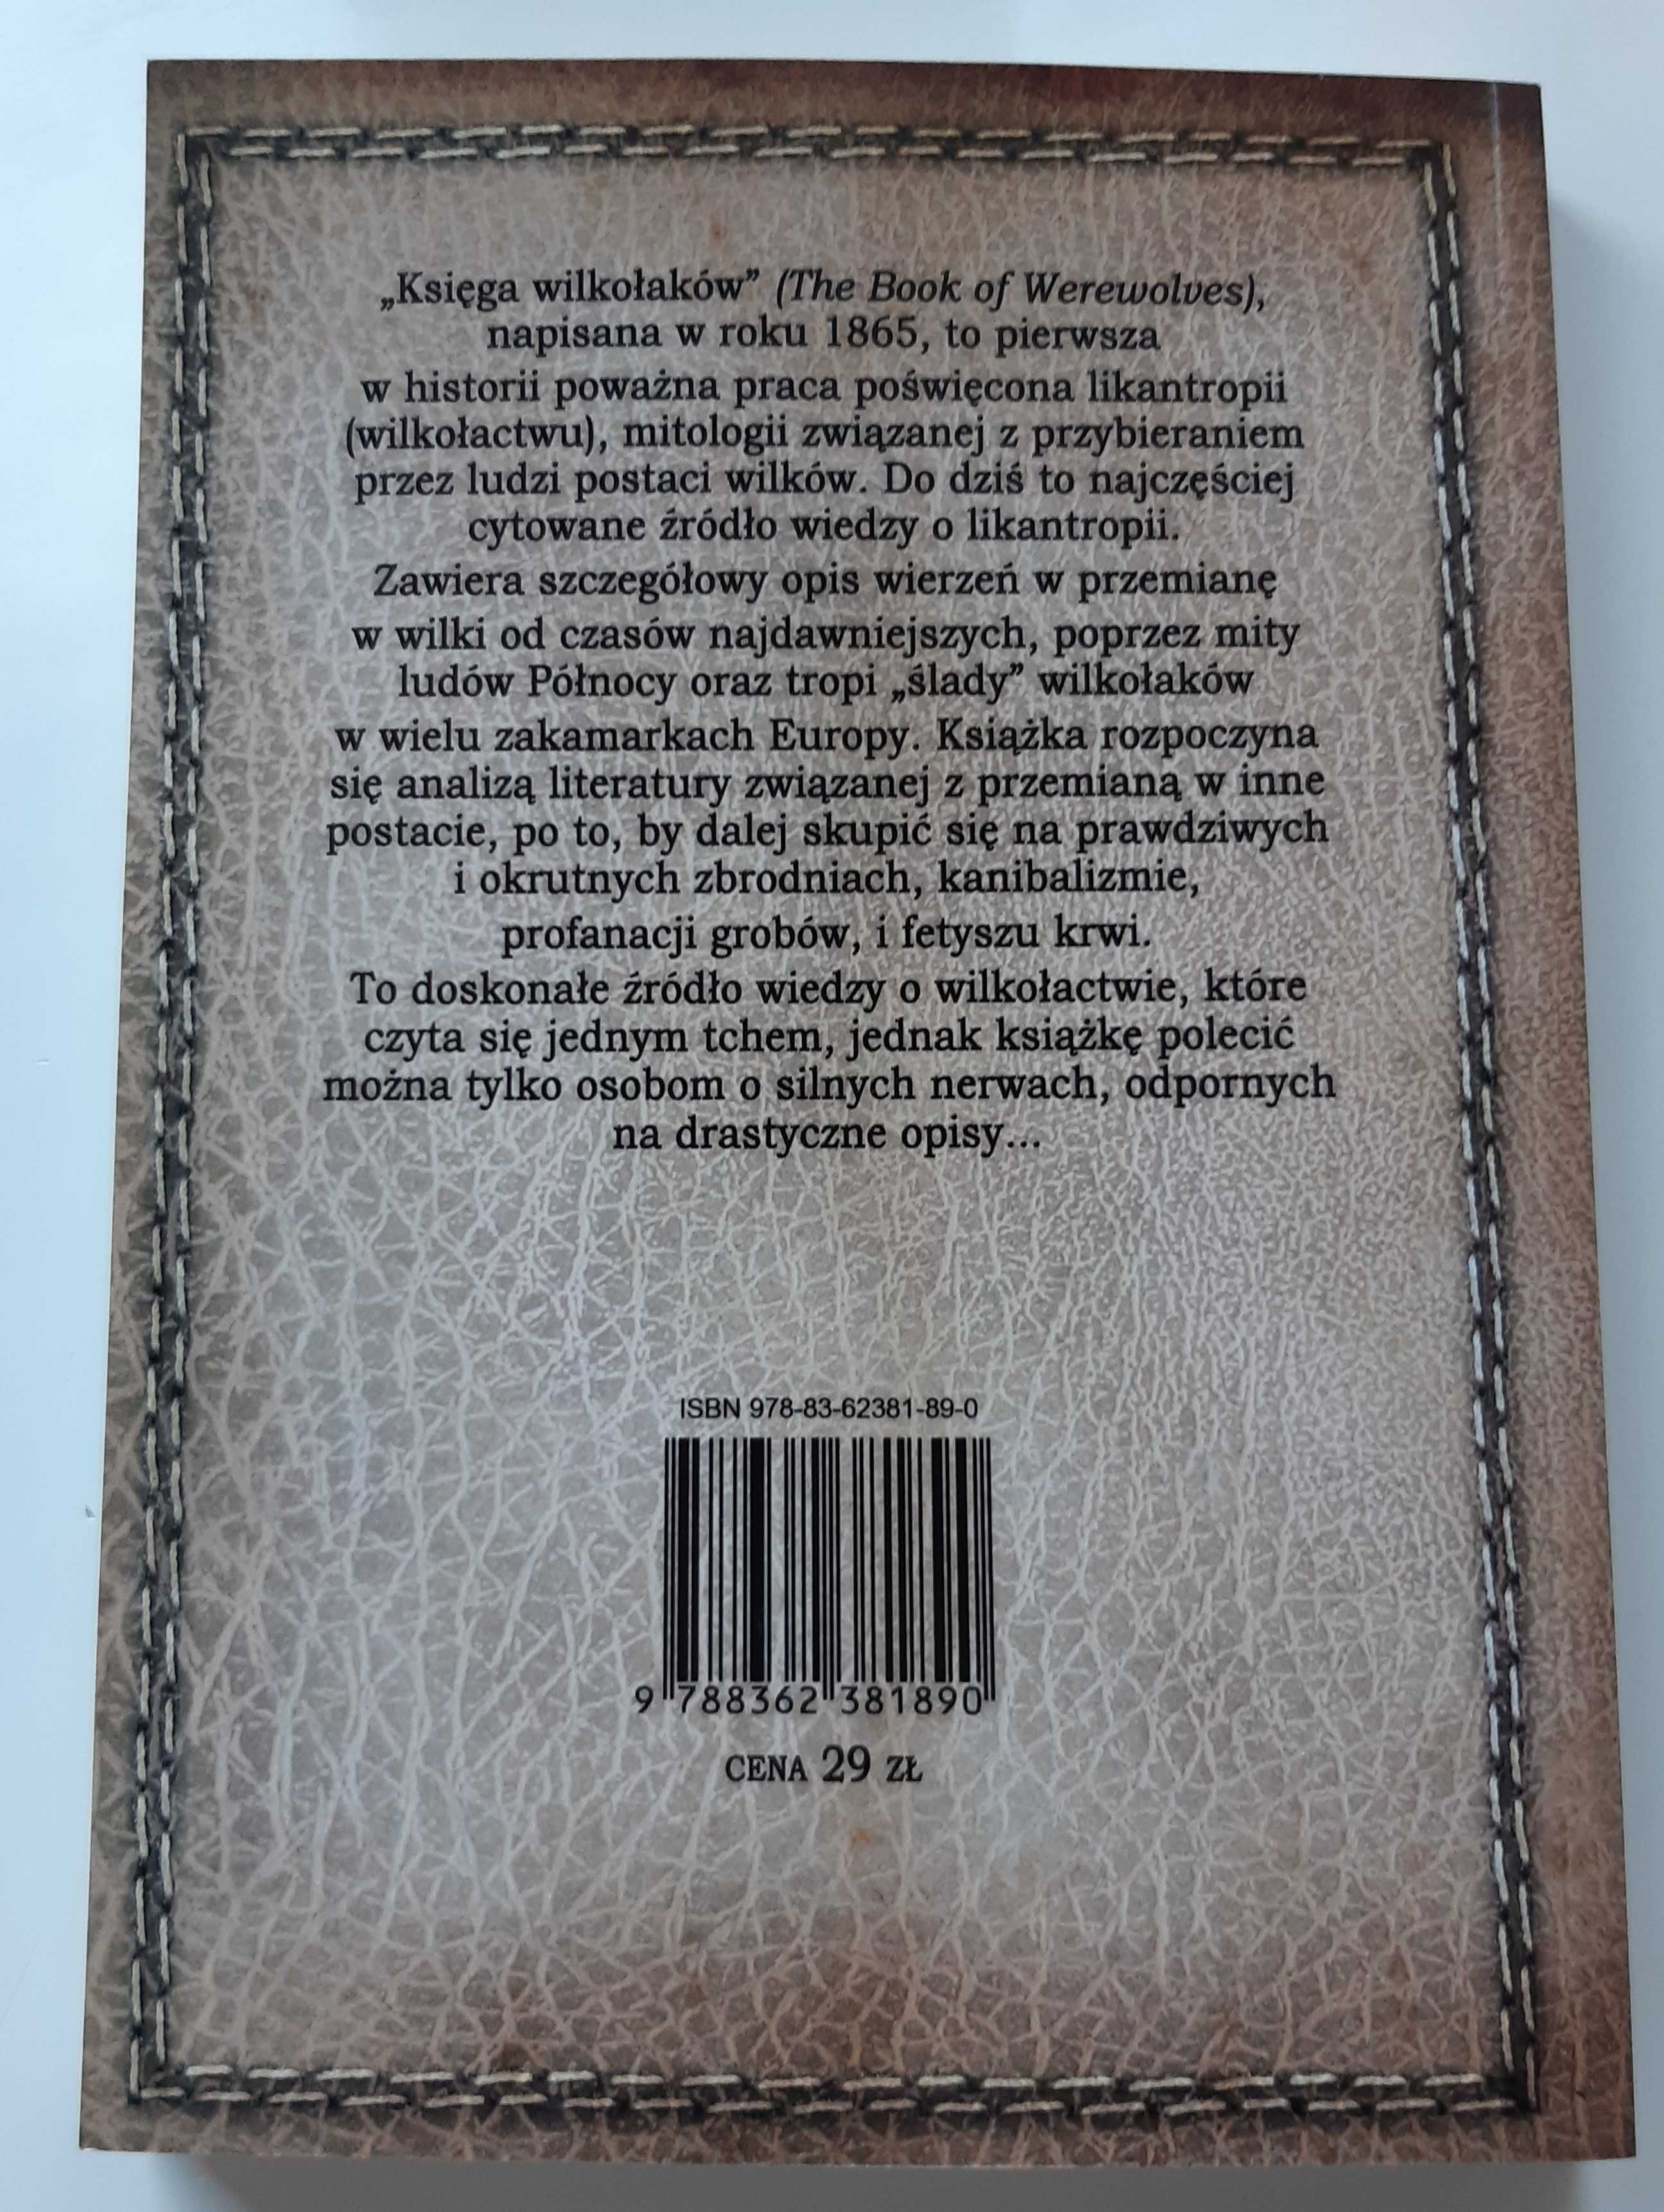 „Księga wilkołaków” (The Book of Werewolves),
napisana w roku 1865, to pierwsza
w historii poważna praca poświęcona likantropii
(wilkołactwu), mitologii związanej z przybieraniem
przez ludzi postaci wilków. Do dziś to najczęściej
cytowane źródło wiedzy o likantropii.
Zawiera szczegółowy opis wierzeń w przemianę
w wilki od czasów najdawniejszych, poprzez mity
ludów Północy oraz tropi „ślady” wilkołaków
w wielu zakamarkach Europy. Książka rozpoczyna
się analizą literatury związanej z przemianą w inne
postacie, po to, by dalej skupić się na prawdziwych
i okrutnych zbrodniach, kanibalizmie,
profanacji grobów, i fetyszu krwi.
To doskonałe źródło wiedzy o wilkołactwie, które
czyta się jednym tchem, jednak książkę polecić
można tylko osobom o silnych nerwach, odpornych
na drastyczne opisy...
ISBN 978-83-62381-89-0
9 788362 381890
CENA 29 ZŁ